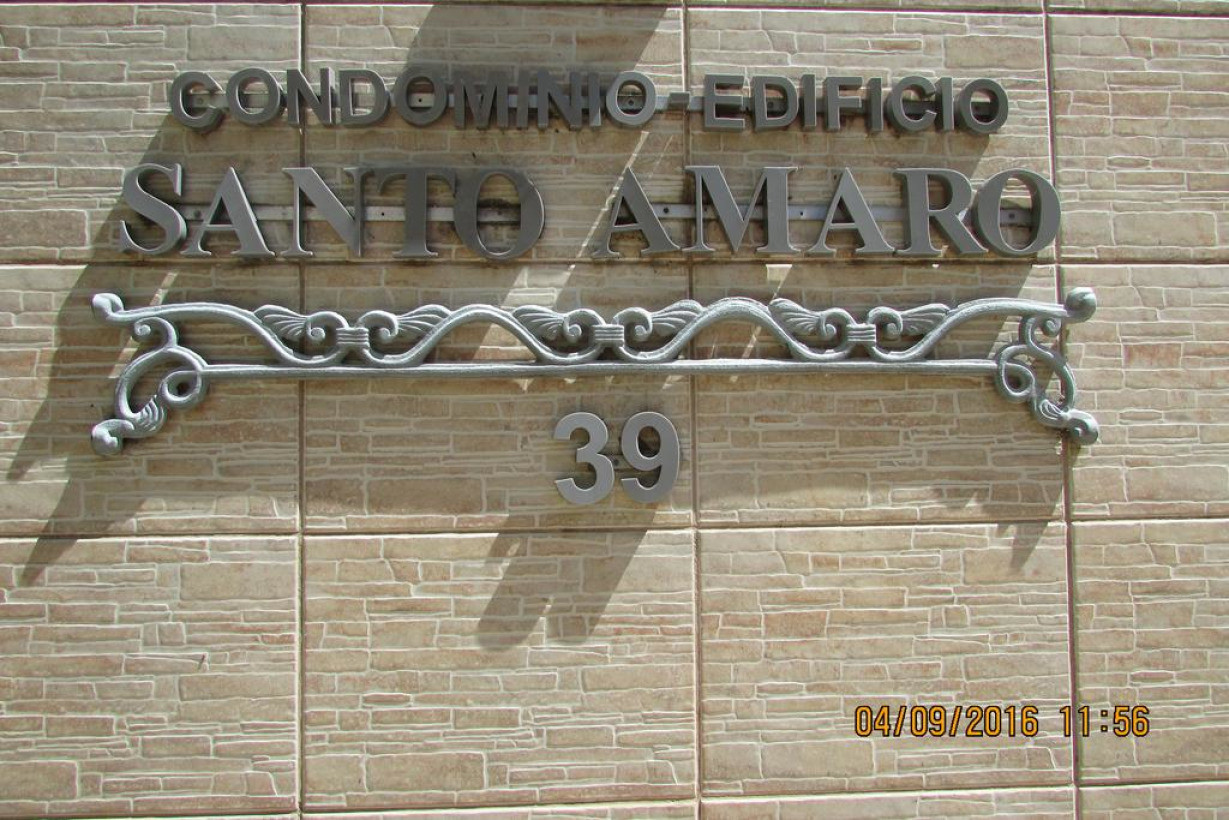 CONDOMINIO-EDIFICIO
SANTO AMARO
39
04/09/2016 11:56